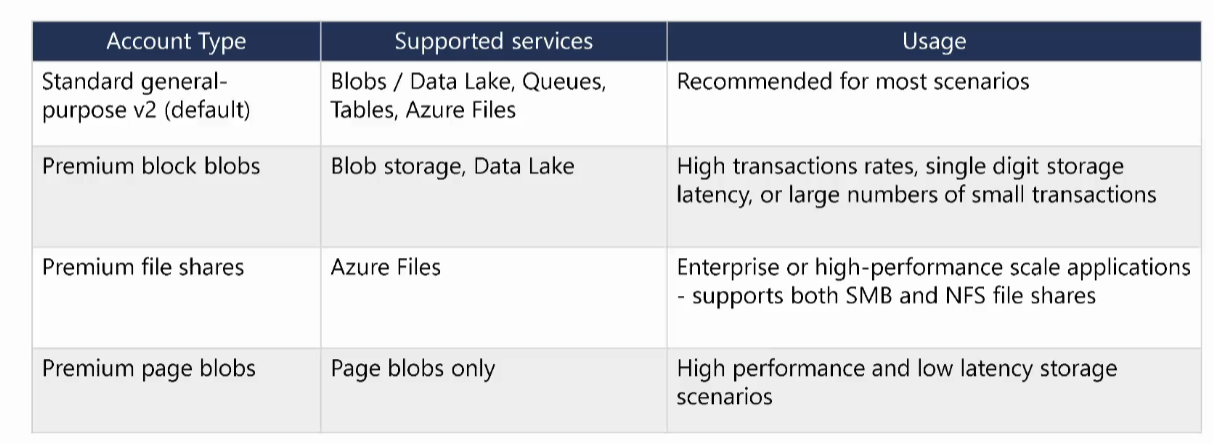 Account Type
Supported services
Usage
Standard general-
purpose v2 (default)
Blobs / Data Lake, Queues,
Tables, Azure Files
Recommended for most scenarios
Premium block blobs
Blob storage, Data Lake
High transactions rates, single digit storage
latency, or large numbers of small transactions
Premium file shares
Azure Files
Enterprise or high-performance scale applications
- supports both SMB and NFS file shares
Premium page blobs
Page blobs only
High performance and low latency storage
scenarios